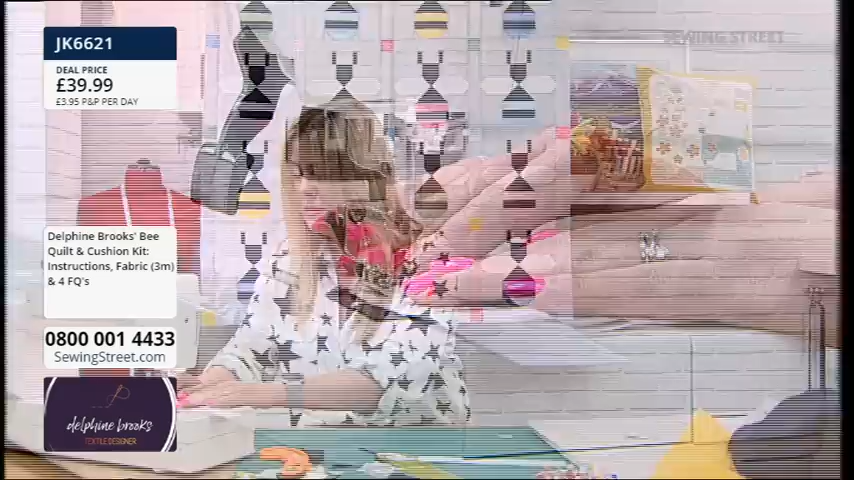 JK6621
DEAL PRICE
£39.99
£3.95 P&P PER DAY
SEWING STREET
Delphine Brooks' Bee
Quilt & Cushion Kit:
Instructions, Fabric (3m)
& 4 FQ's
0800 001 4433
SewingStreet.com
delphine brooks
TEXTILE DESIGNER